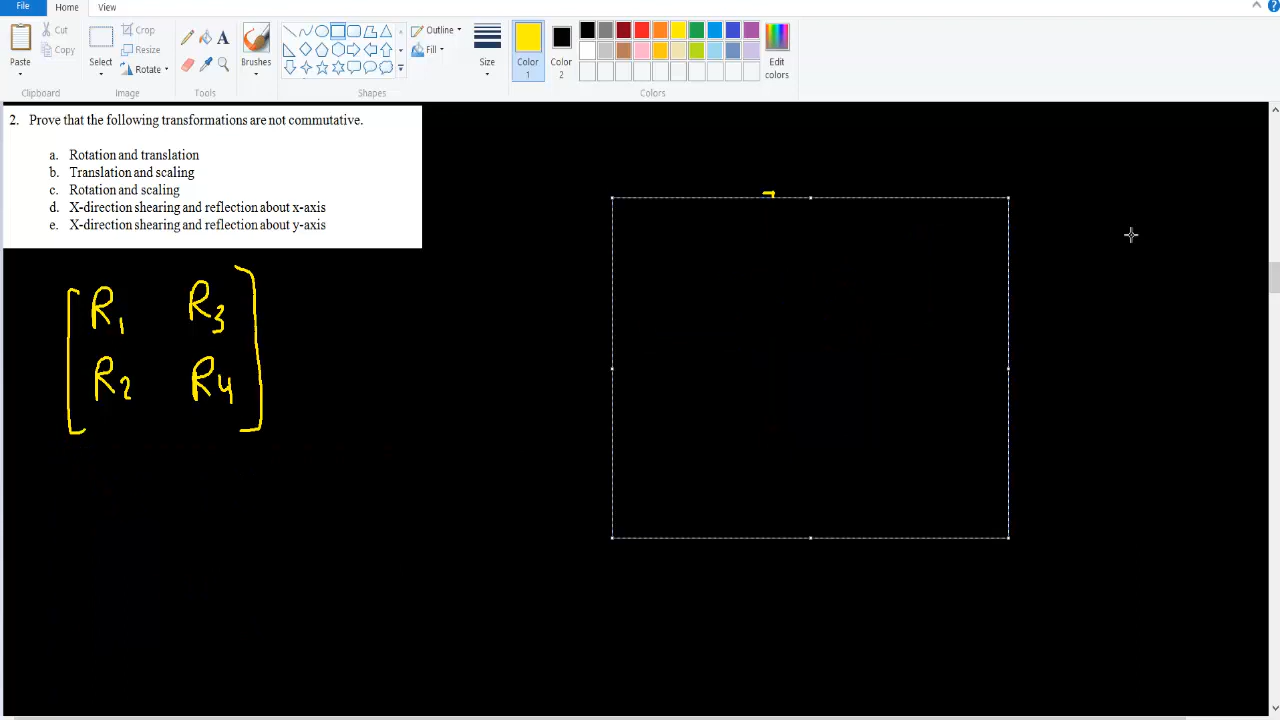 File Home View
Cut
Copy
Paste
Clipboard
Crop
Resize
Rotate
Select
Image
A
Tools
Brushes
Outline
Fill
Shapes
Size
Color 1
Color 2
Edit colors
Colors
2. Prove that the following transformations are not commutative.
a. Rotation and translation
b. Translation and scaling
c. Rotation and scaling
d. X-direction shearing and reflection about x-axis
e. X-direction shearing and reflection about y-axis
R1 R3
R2 R4